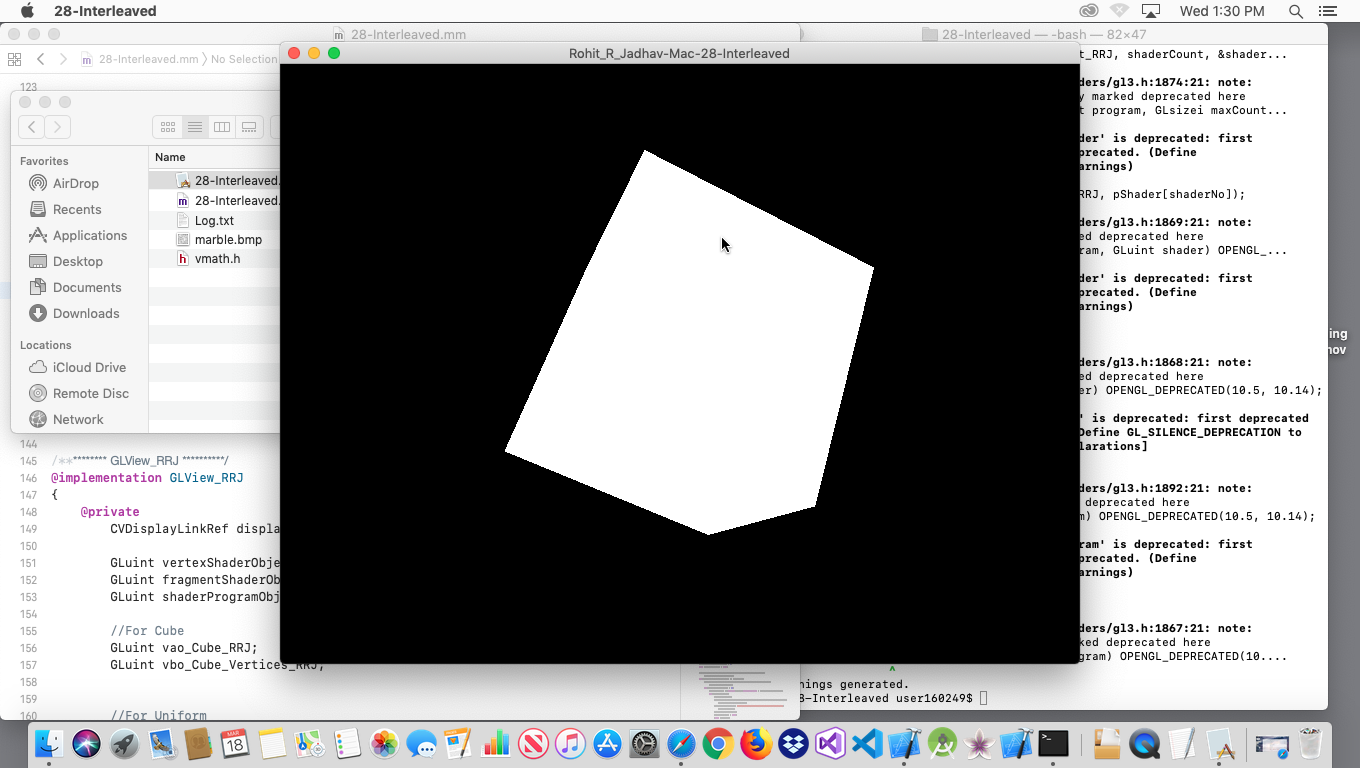 28-Interleaved
Wed 1:30 PM
28-Interleaved.mm
28-Interleaved.mm
No Selection
123
Rohit_R_Jadhav-Mac-28-Interleaved
28-Interleaved — -bash — 82×47
Favorites
AirDrop
Recents
Applications
Desktop
Documents
Downloads
Locations
iCloud Drive
Remote Disc
Network
Name
28-Interleaved.
28-Interleaved.
Log.txt
marble.bmp
vmath.h
144
145 /********** GLView_RRJ **********/
146 @implementation GLView_RRJ
147 {
148 @private
149 CVDisplayLinkRef displa
150
151 GLuint vertexShaderObje
152 GLuint fragmentShaderOb
153 GLuint shaderProgramObj
154
155 //For Cube
156 GLuint vao_Cube_RRJ;
157 GLuint vbo_Cube_Vertices_RRJ;
158
159
160 //For Uniform
t_RRJ, shaderCount, &shader...
ders/gl3.h:1874:21: note:
y marked deprecated here
t program, GLsizei maxCount...
der' is deprecated: first
precated. (Define
arnings)
RRJ, pShader[shaderNo]);
ders/gl3.h:1869:21: note:
ed deprecated here
ram, GLuint shader) OPENGL_...
der' is deprecated: first
precated. (Define
arnings)
ders/gl3.h:1868:21: note:
ed deprecated here
er) OPENGL_DEPRECATED(10.5, 10.14);
' is deprecated: first deprecated
Define GL_SILENCE_DEPRECATION to
larations]
ders/gl3.h:1892:21: note:
deprecated here
m) OPENGL_DEPRECATED(10.5, 10.14);
ram' is deprecated: first
precated. (Define
arnings)
ders/gl3.h:1867:21: note:
ked deprecated here
gram) OPENGL_DEPRECATED(10....
^
nings generated.
8-Interleaved user160249$
ing
nov
MAR
18